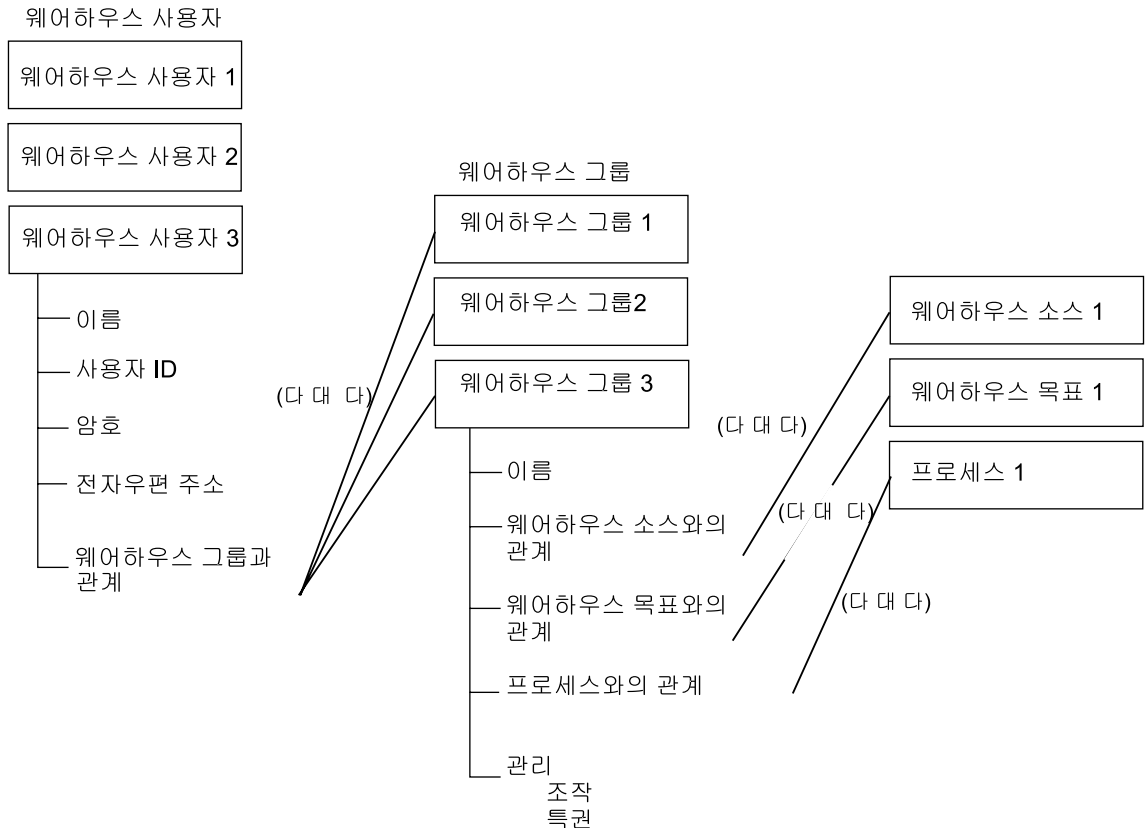 웨어하우스 사용자
웨어하우스 사용자 1
웨어하우스 사용자 2
웨어하우스 사용자 3
이름
사용자 ID
암호
전자우편 주소
웨어하우스 그룹과
관계
(다 대 다)
웨어하우스 그룹
웨어하우스 그룹 1
웨어하우스 그룹2
웨어하우스 그룹 3
이름
웨어하우스 소스와의
관계
웨어하우스 목표와의
관계
프로세스와의 관계
관리
조작
특권
(다 대 다)
(다 대 다)
(다 대 다)
웨어하우스 소스 1
웨어하우스 목표 1
프로세스 1